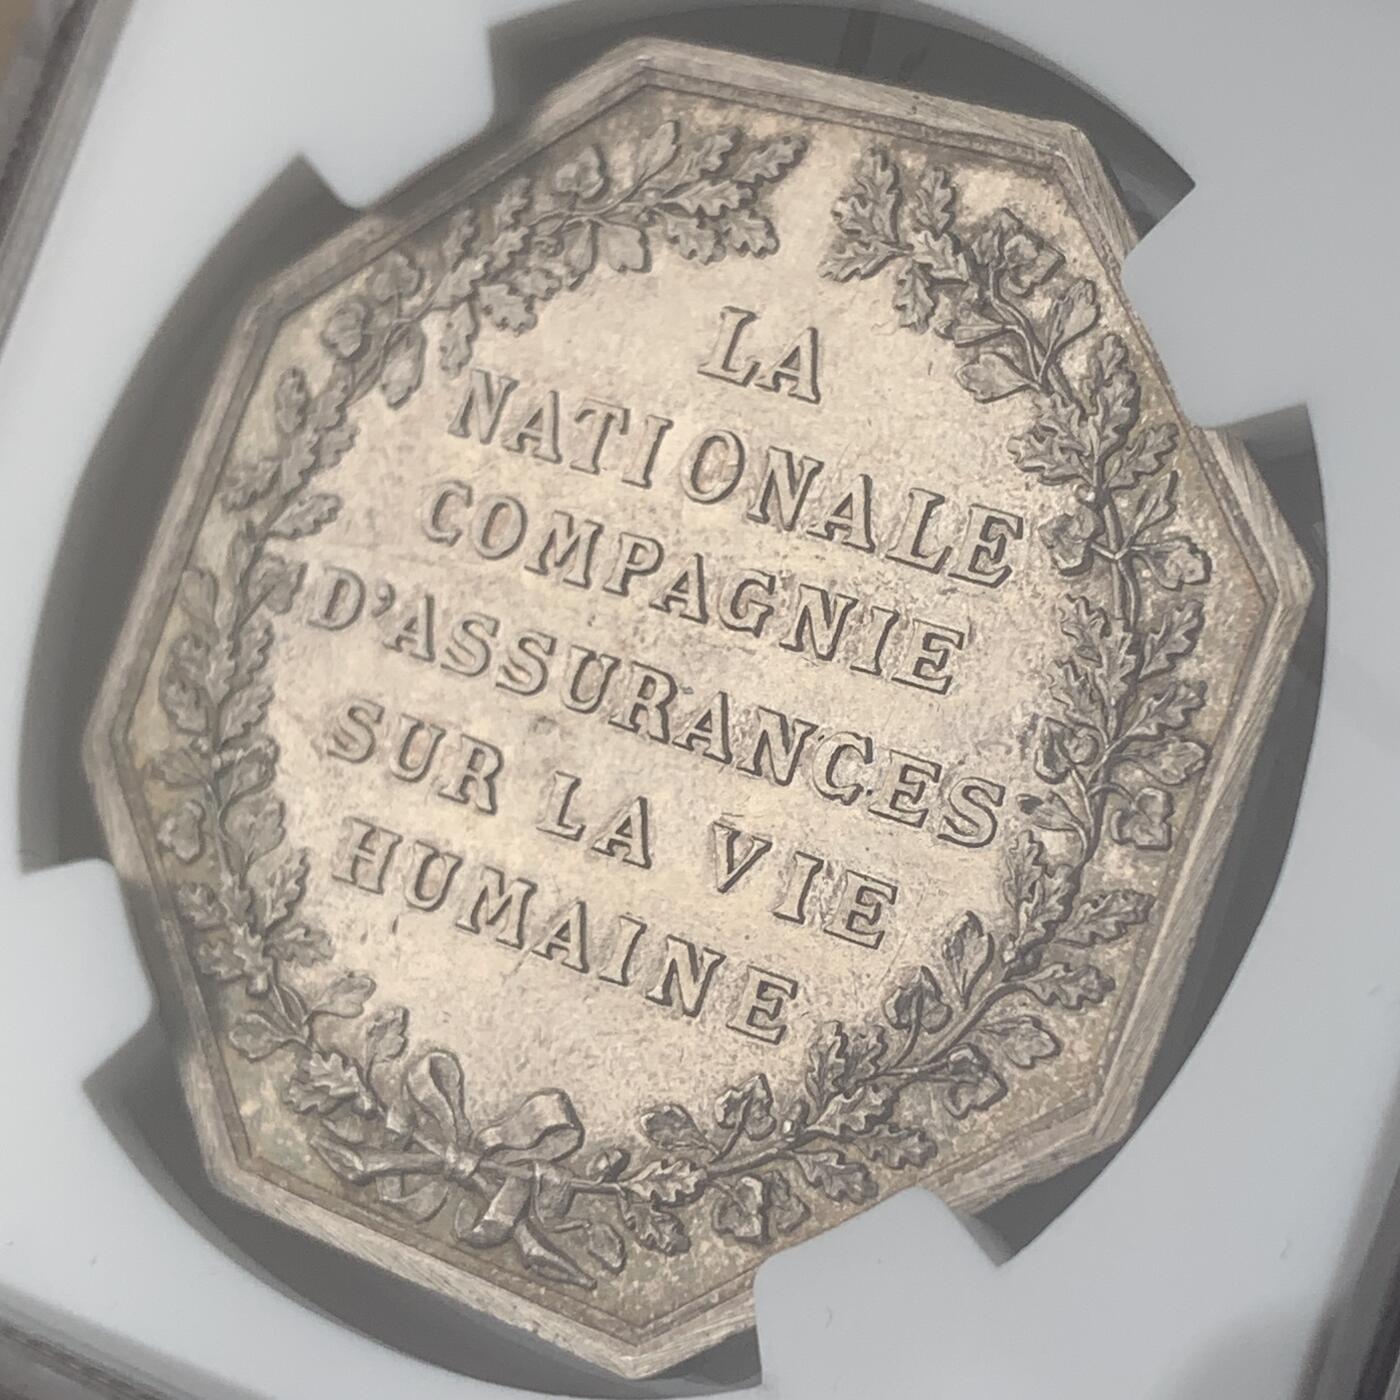 LA
NATIONALE
COMPAGNIE
D'ASSURANCES
SUR LA VIE
HUMAINE